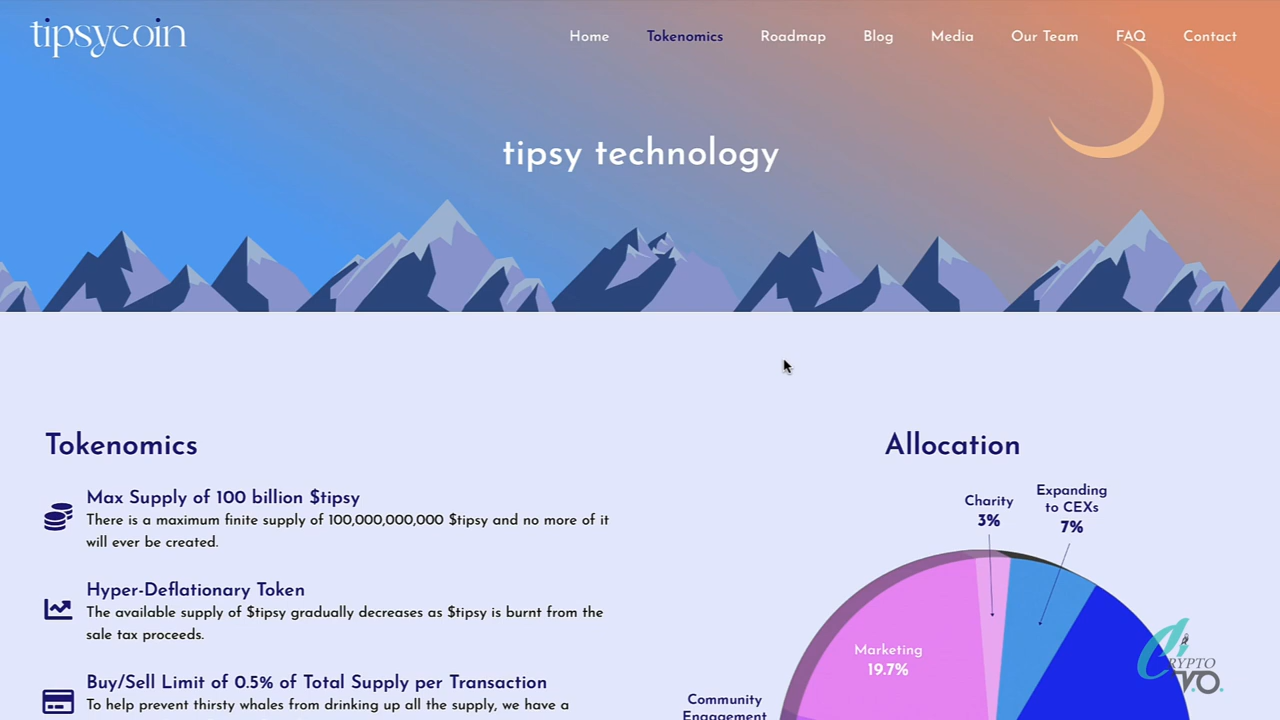 tipsycoin
Home Tokenomics Roadmap Blog Media Our Team FAQ Contact
tipsy technology
Tokenomics
Max Supply of 100 billion $tipsy
There is a maximum finite supply of 100,000,000,000 $tipsy and no more of it
will ever be created.
Hyper-Deflationary Token
The available supply of $tipsy gradually decreases as $tipsy is burnt from the
sale tax proceeds.
Buy/Sell Limit of 0.5% of Total Supply per Transaction
To help prevent thirsty whales from drinking up all the supply, we have a
Allocation
Charity
3%
Expanding
to CEXs
7%
Marketing
19.7%
Community
Engagement